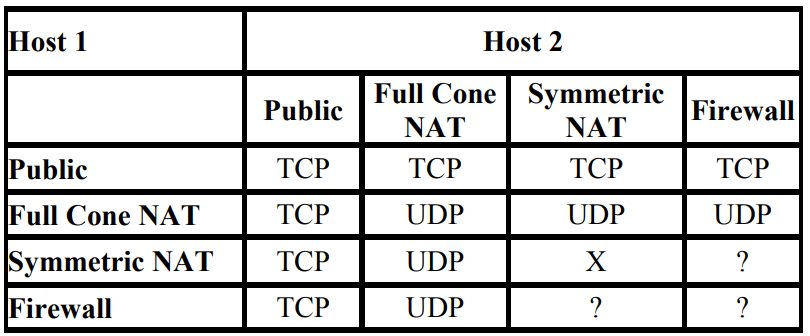 Host 1 Host 2
Public Full Cone NAT Symmetric NAT Firewall
Public TCP TCP TCP TCP
Full Cone NAT TCP UDP UDP UDP
Symmetric NAT TCP UDP X ?
Firewall TCP UDP ? ?